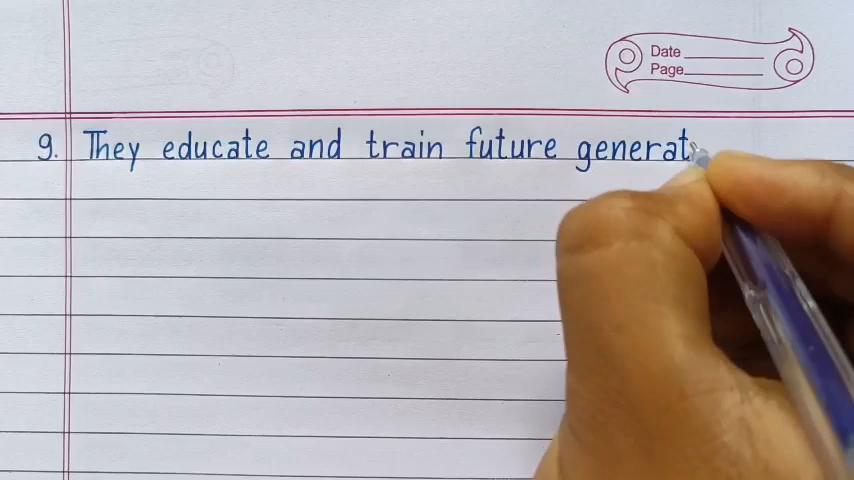 Date
Page
9. They educate and train future generat